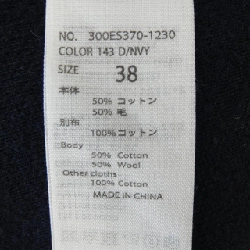 NO. 300ES370-1230
COLOR 143 D/NVY
SIZE 38
本体
50% コットン
50% 毛
別布
100% コットン
Body
50% Cotton
50% Wool
Other cloths
100% Cotton
MADE IN CHINA